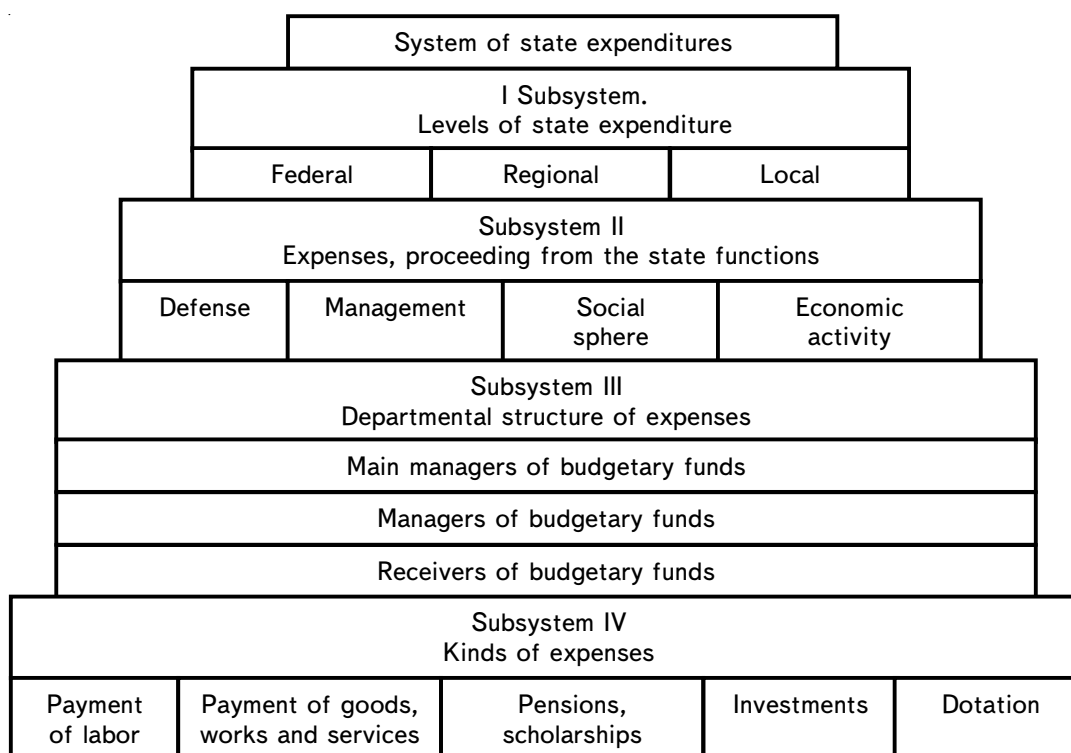 System of state expenditures
I Subsystem.
Levels of state expenditure
Federal
Regional
Local
Subsystem II
Expenses, proceeding from the state functions
Defense
Management
Social
sphere
Economic
activity
Subsystem III
Departmental structure of expenses
Main managers of budgetary funds
Managers of budgetary funds
Receivers of budgetary funds
Subsystem IV
Kinds of expenses
Payment
of labor
Payment of goods,
works and services
Pensions,
scholarships
Investments
Dotation